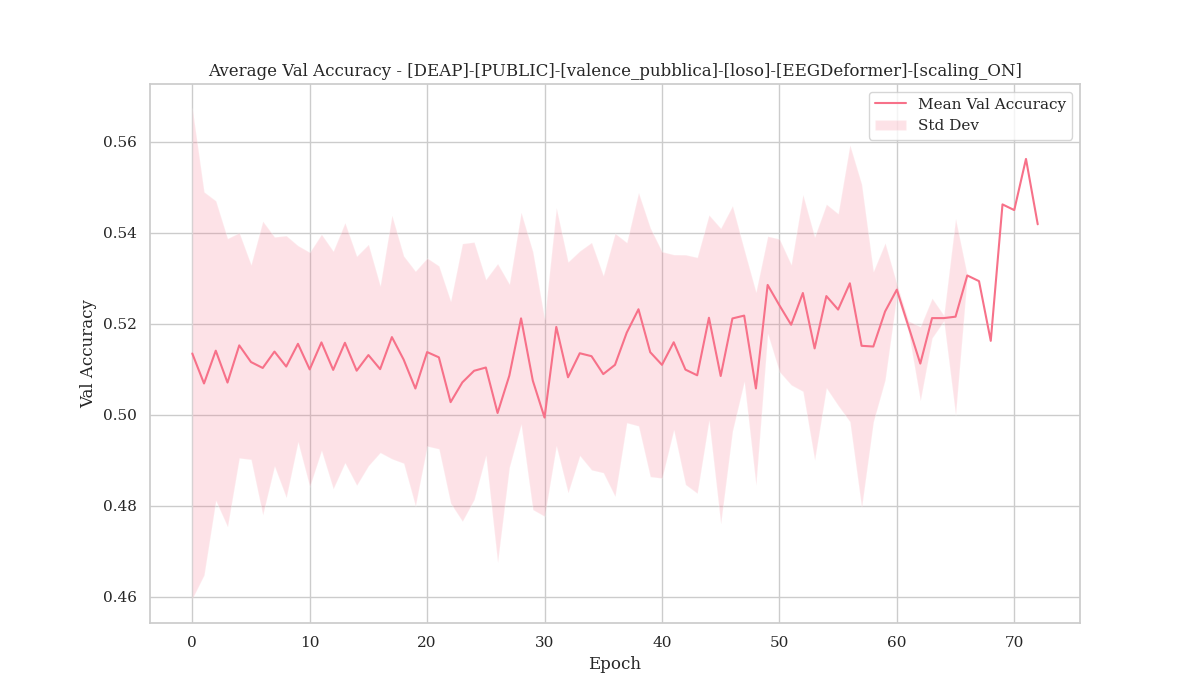 Average Val Accuracy - [DEAP]-[PUBLIC]-[valence_pubblica]-[loso]-[EEGDeformer]-[scaling_ON]
Mean Val Accuracy
Std Dev
0.56
0.54
0.52
0.50
0.48
0.46
Val Accuracy
0 10 20 30 40 50 60 70
Epoch